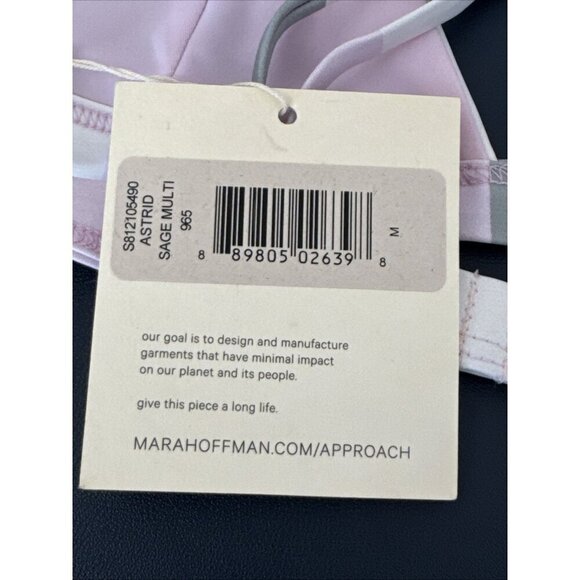 S812105490
ASTRID
SAGE MULTI
965
8 89805 02639 8
M
our goal is to design and manufacture
garments that have minimal impact
on our planet and its people.
give this piece a long life.
MARAHOFFMAN.COM/APPROACH